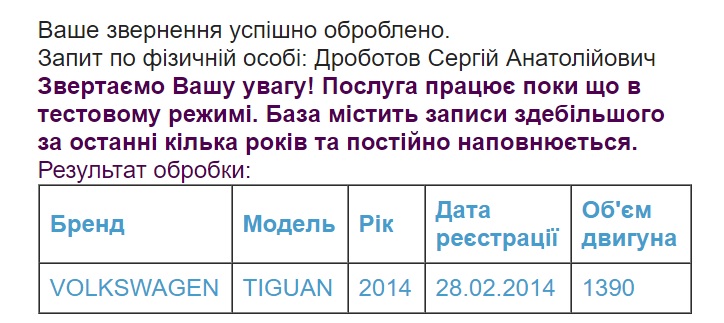 Ваше звернення успішно оброблено.
Запит по фізичній особі: Дроботов Сергій Анатолійович
Звертаємо Вашу увагу! Послуга працює поки що в
тестовому режимі. База містить записи здебільшого
за останні кілька років та постійно наповнюється.
Результат обробки:
Бренд Модель Рік Дата реєстрації Об'єм двигуна
VOLKSWAGEN TIGUAN 2014 28.02.2014 1390